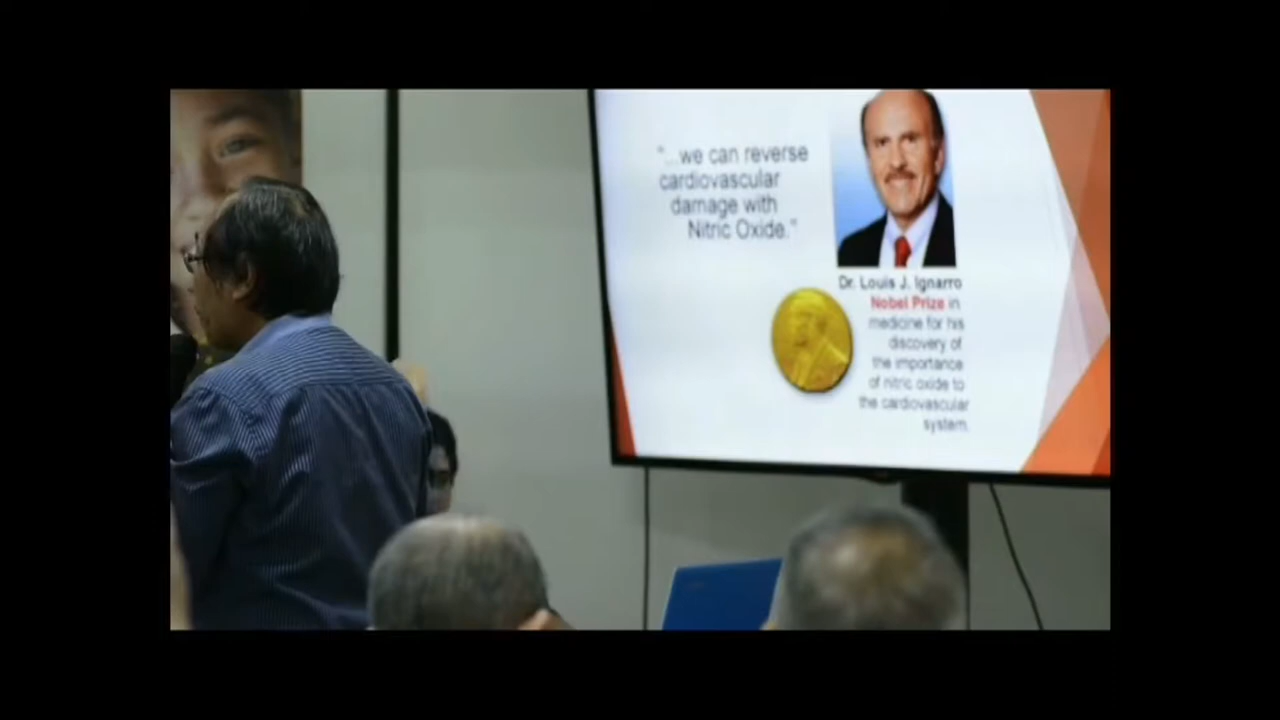 "...we can reverse
cardiovascular
damage with
Nitric Oxide."
Dr. Louis J. Ignarro
Nobel Prize in
medicine for his
discovery of
the importance
of nitric oxide to
the cardiovascular
system.